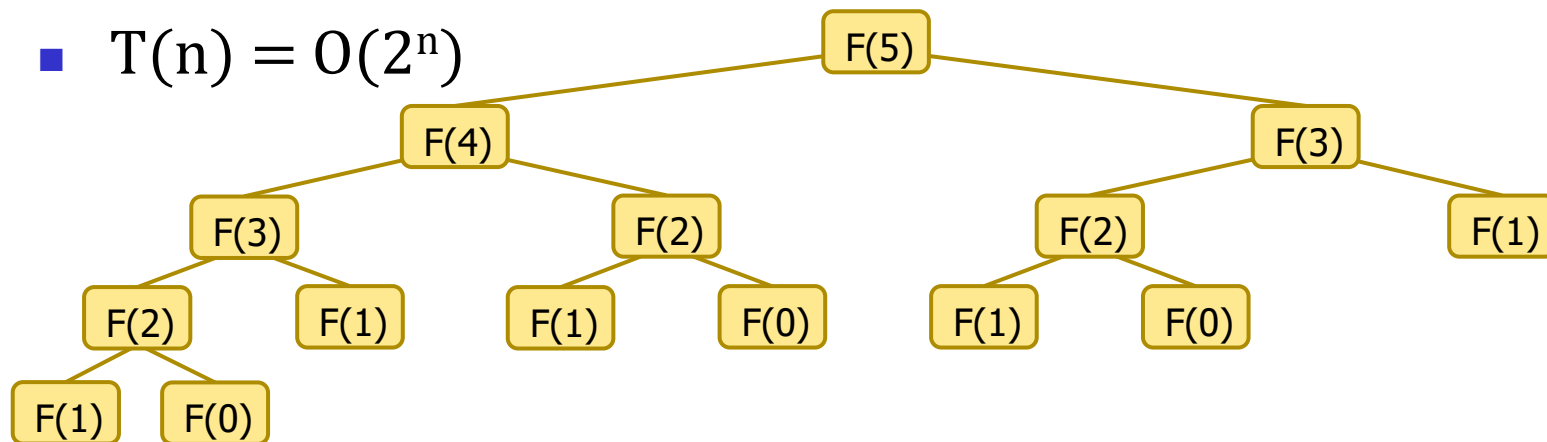 T(n) = O(2ⁿ)
F(5)
F(4) F(3)
F(3) F(2) F(2) F(1)
F(2) F(1) F(1) F(0) F(1) F(0)
F(1) F(0)